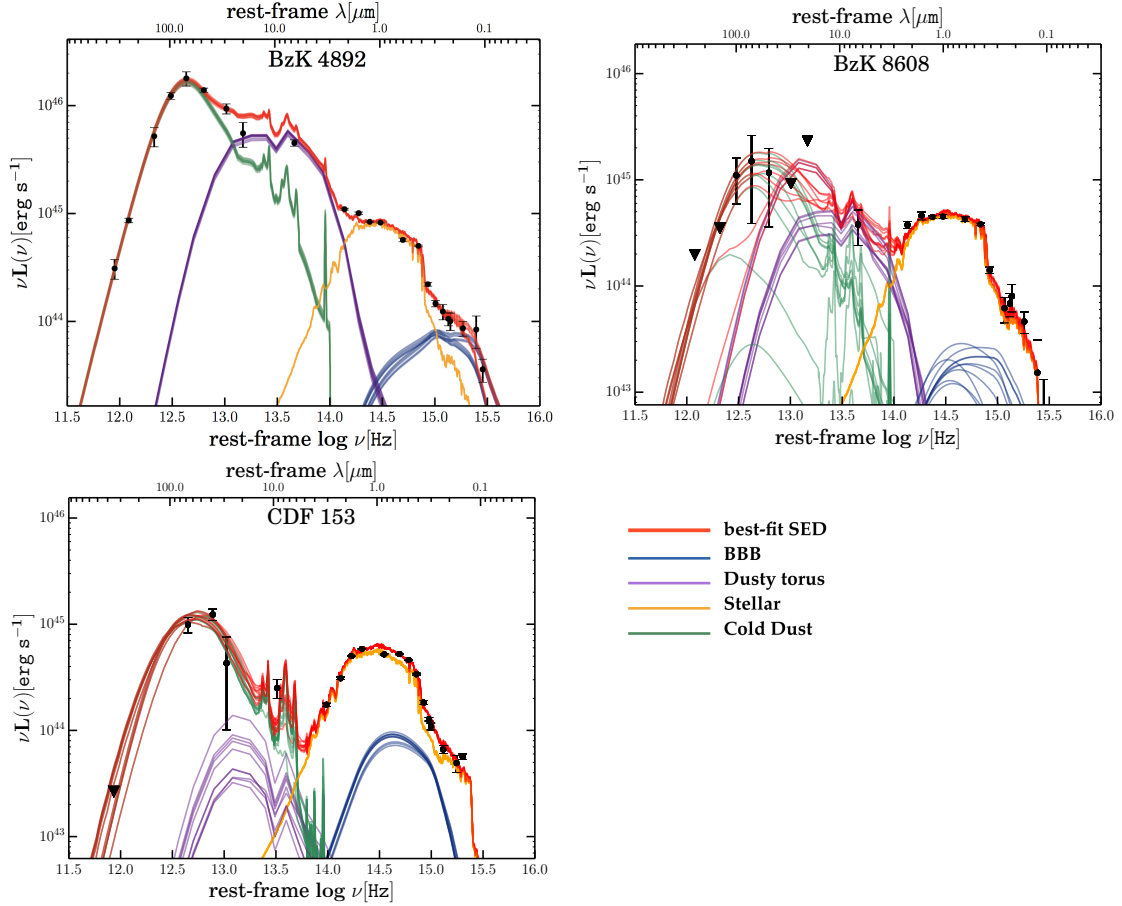 rest-frame λ[μm]
100.0 10.0 1.0 0.1
BzK 4892
10^46
10^45
10^44
νL(ν)[erg s^−1]
11.5 12.0 12.5 13.0 13.5 14.0 14.5 15.0 15.5 16.0
rest-frame log ν[Hz]
rest-frame λ[μm]
100.0 10.0 1.0 0.1
BzK 8608
10^46
10^45
10^44
10^43
νL(ν)[erg s^−1]
11.5 12.0 12.5 13.0 13.5 14.0 14.5 15.0 15.5 16.0
rest-frame log ν[Hz]
rest-frame λ[μm]
100.0 10.0 1.0 0.1
CDF 153
10^46
10^45
10^44
10^43
νL(ν)[erg s^−1]
11.5 12.0 12.5 13.0 13.5 14.0 14.5 15.0 15.5 16.0
rest-frame log ν[Hz]
best-fit SED
BBB
Dusty torus
Stellar
Cold Dust